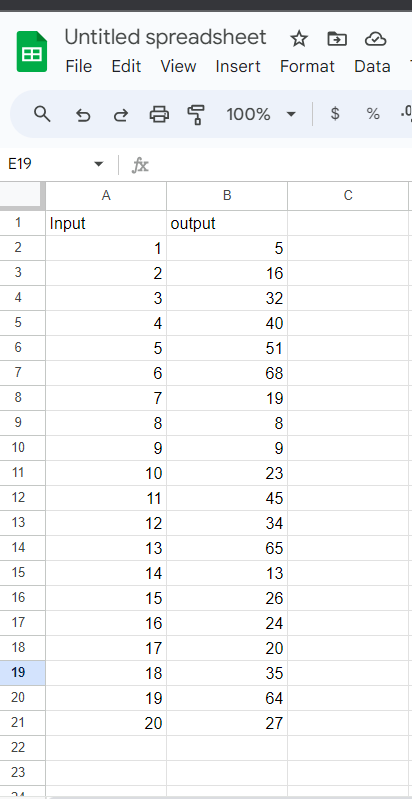 Untitled spreadsheet
File Edit View Insert Format Data
100% $ % .0
E19 fx
A B C
1 Input output
2 1 5
3 2 16
4 3 32
5 4 40
6 5 51
7 6 68
8 7 19
9 8 8
10 9 9
11 10 23
12 11 45
13 12 34
14 13 65
15 14 13
16 15 26
17 16 24
18 17 20
19 18 35
20 19 64
21 20 27
22
23